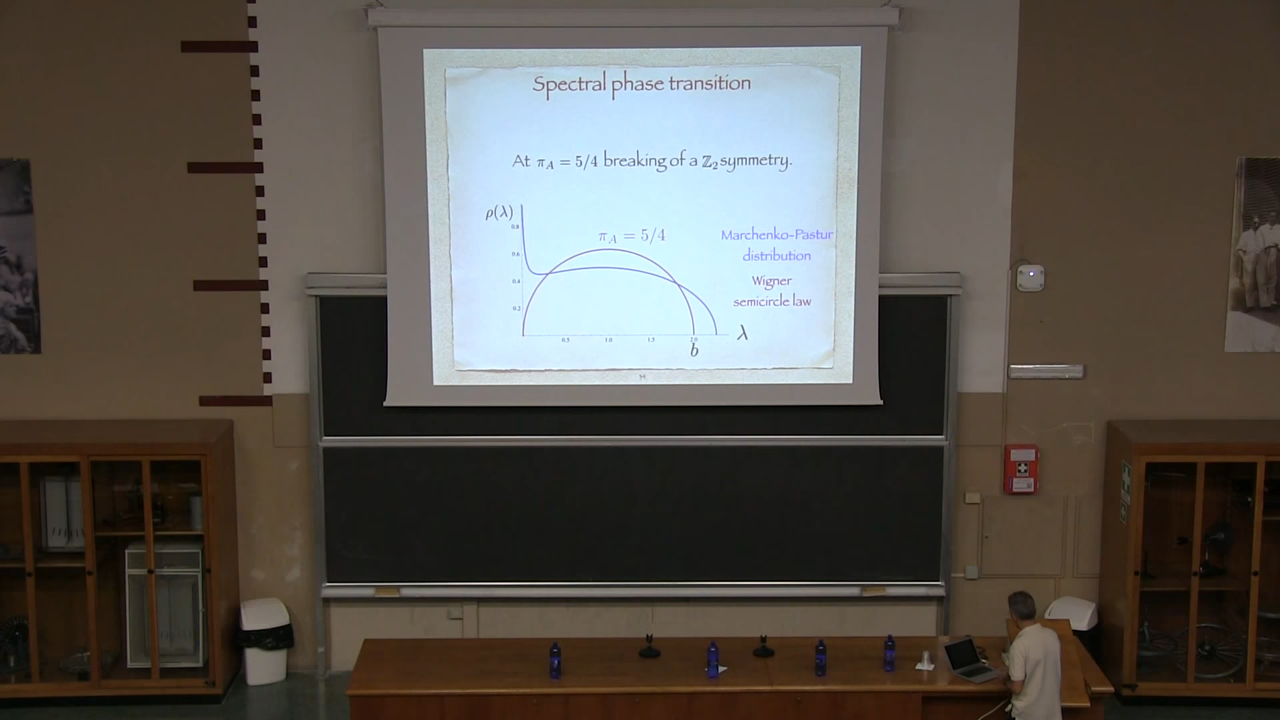 Spectral phase transition
At π_A = 5/4 breaking of a ℤ₂ symmetry.
ρ(λ)
0.8
π_A = 5/4
Marchenko-Pastur
distribution
0.6
Wigner
0.4
semicircle law
0.2
0.5 1.0 1.5 2.0
λ
b